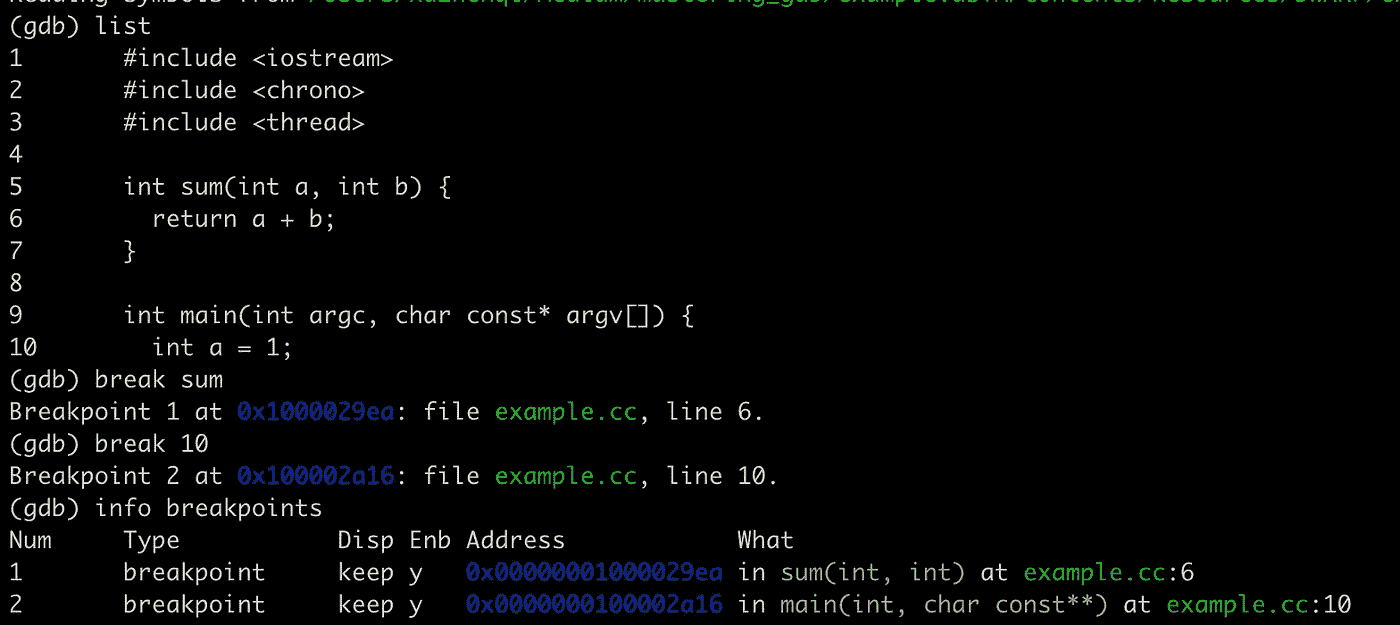 (gdb) list
1 #include <iostream>
2 #include <chrono>
3 #include <thread>
4
5 int sum(int a, int b) {
6 return a + b;
7 }
8
9 int main(int argc, char const* argv[]) {
10 int a = 1;
(gdb) break sum
Breakpoint 1 at 0x1000029ea: file example.cc, line 6.
(gdb) break 10
Breakpoint 2 at 0x100002a16: file example.cc, line 10.
(gdb) info breakpoints
Num Type Disp Enb Address What
1 breakpoint keep y 0x00000001000029ea in sum(int, int) at example.cc:6
2 breakpoint keep y 0x0000000100002a16 in main(int, char const**) at example.cc:10